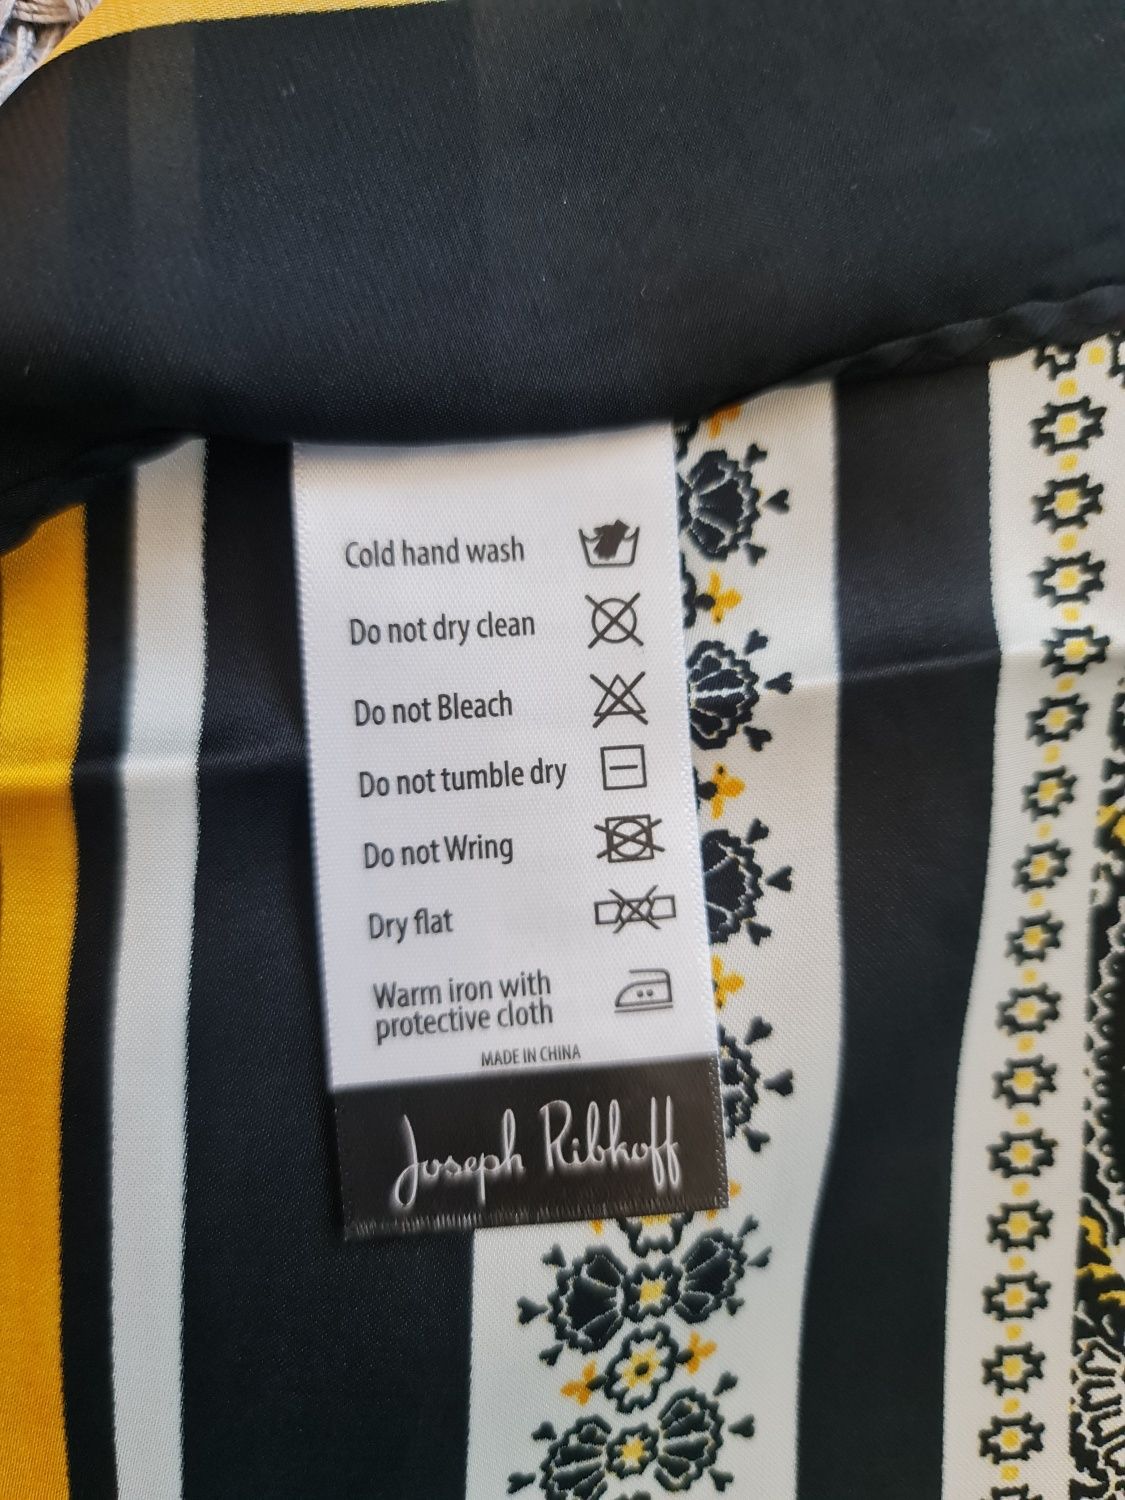 Cold hand wash
Do not dry clean
Do not Bleach
Do not tumble dry
Do not Wring
Dry flat
Warm iron with
protective cloth
MADE IN CHINA
Joseph Ribkoff